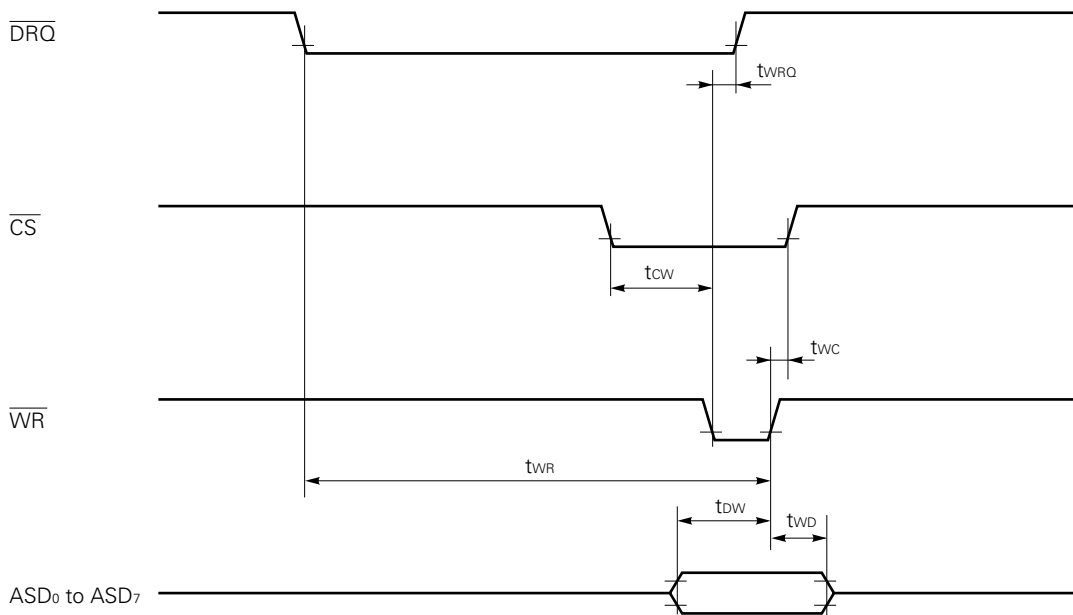 DRQ
tWRQ
CS
tCW
tWC
WR
tWR
tDW
tWD
ASD0 to ASD7